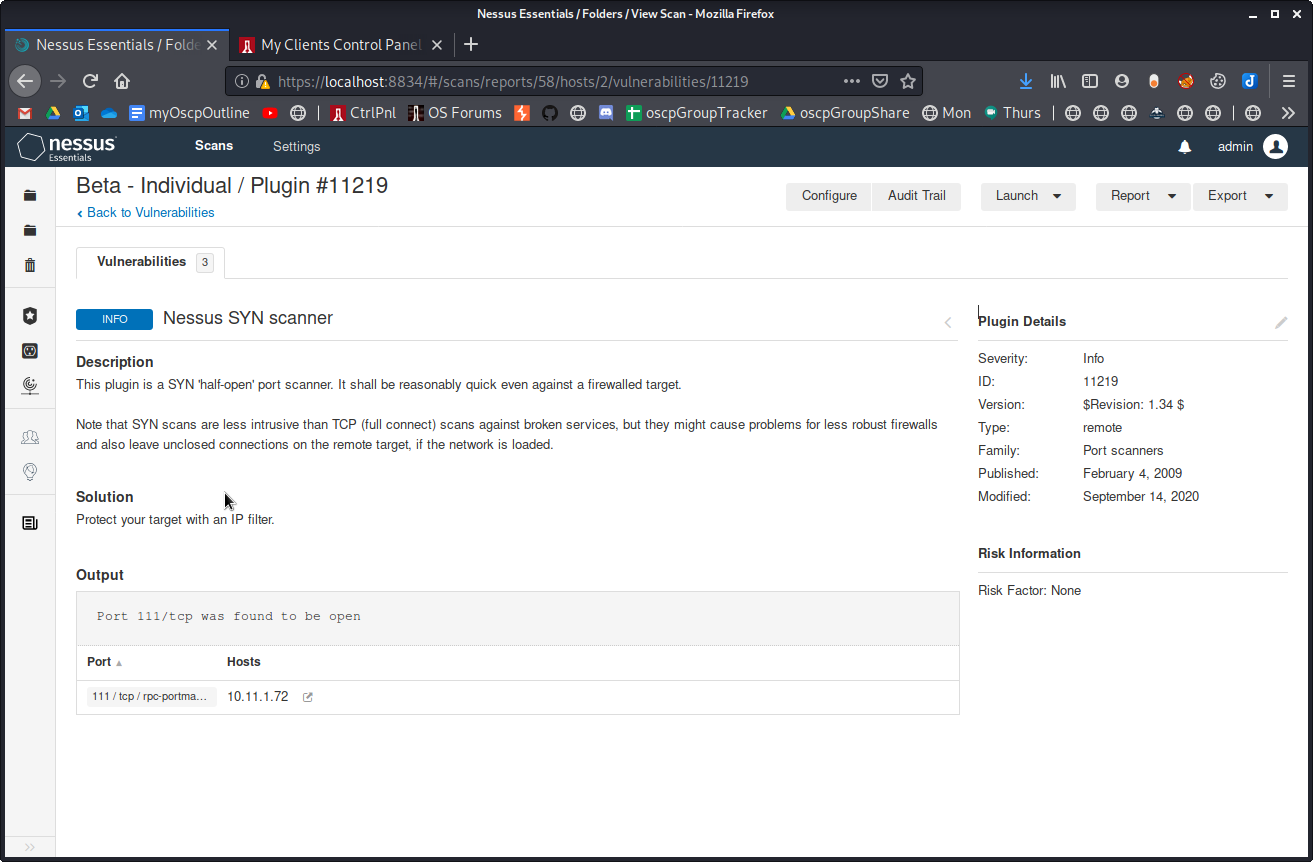 Nessus Essentials / Folders / View Scan - Mozilla Firefox
Nessus Essentials / Folde
My Clients Control Panel
https://localhost:8834/#/scans/reports/58/hosts/2/vulnerabilities/11219
myOscpOutline
CtrlPnl
OS Forums
oscpGroupTracker
oscpGroupShare
Mon
Thurs
nessus
Essentials
Scans
Settings
admin
Beta - Individual / Plugin #11219
Back to Vulnerabilities
Configure
Audit Trail
Launch
Report
Export
Vulnerabilities 3
INFO
Nessus SYN scanner
Description
This plugin is a SYN 'half-open' port scanner. It shall be reasonably quick even against a firewalled target.
Note that SYN scans are less intrusive than TCP (full connect) scans against broken services, but they might cause problems for less robust firewalls
and also leave unclosed connections on the remote target, if the network is loaded.
Solution
Protect your target with an IP filter.
Output
Port 111/tcp was found to be open
Port Hosts
111 / tcp / rpc-portma... 10.11.1.72
Plugin Details
Severity: Info
ID: 11219
Version: $Revision: 1.34 $
Type: remote
Family: Port scanners
Published: February 4, 2009
Modified: September 14, 2020
Risk Information
Risk Factor: None